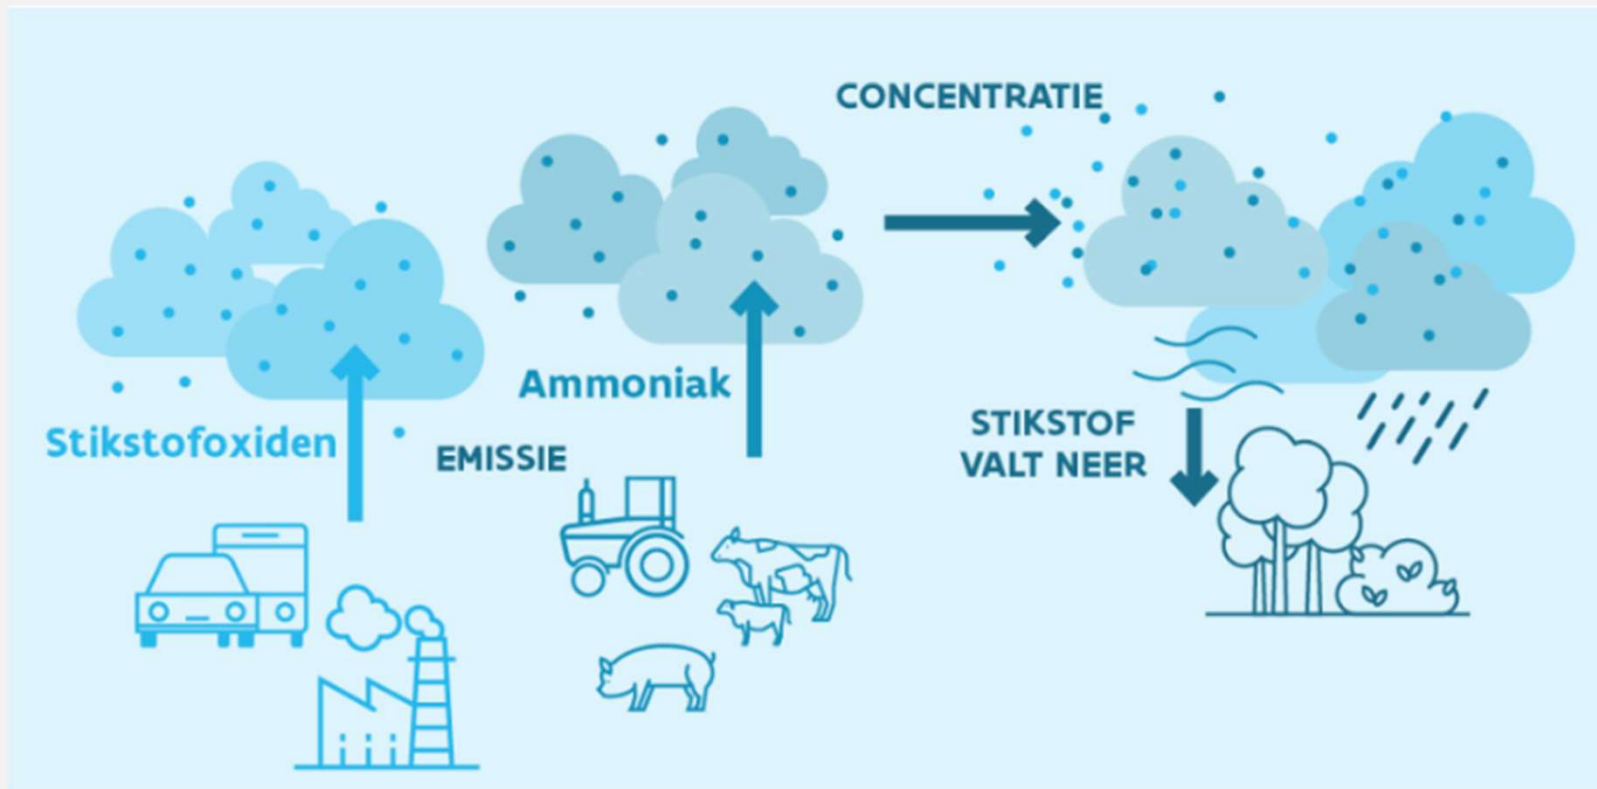 CONCENTRATIE
Ammoniak
Stikstofoxiden
EMISSIE
STIKSTOF
VALT NEER